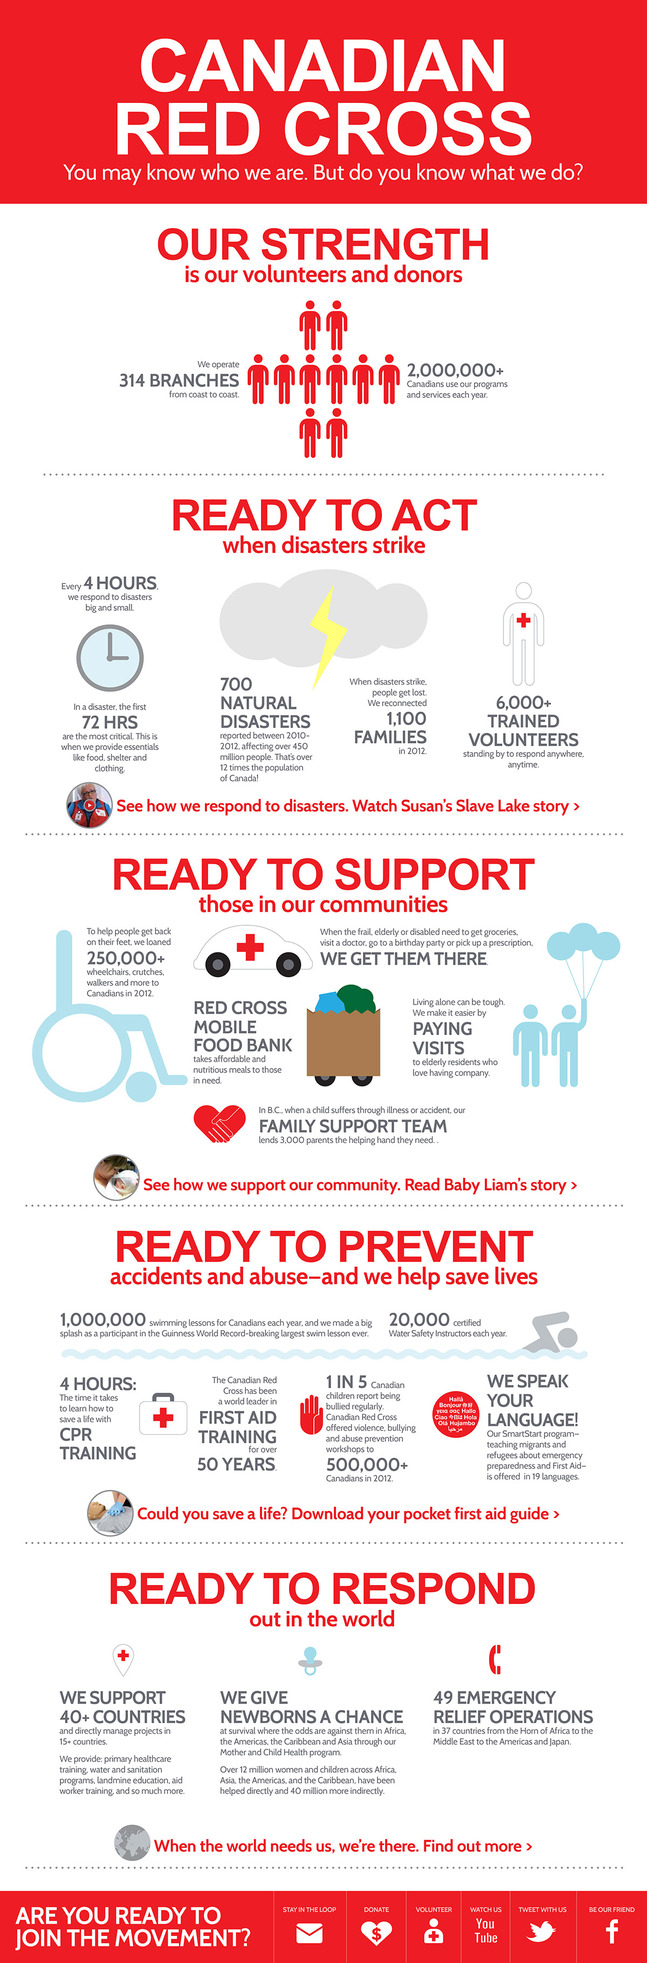 CANADIAN
RED CROSS
You may know who we are. But do you know what we do?
OUR STRENGTH
is our volunteers and donors
We operate
314 BRANCHES
from coast to coast.
2,000,000+
Canadians use our programs
and services each year.
READY TO ACT
when disasters strike
Every 4 HOURS,
we respond to disasters
big and small.
In a disaster, the first
72 HRS
are the most critical. This is
when we provide essentials
like food, shelter and
clothing.
700
NATURAL
DISASTERS
reported between 2010-
2012, affecting over 450
million people. That's over
12 times the population
of Canada!
When disasters strike,
people get lost.
We reconnected
1,100
FAMILIES
in 2012.
6,000+
TRAINED
VOLUNTEERS
standing by to respond anywhere,
anytime.
See how we respond to disasters. Watch Susan's Slave Lake story >
READY TO SUPPORT
those in our communities
To help people get back
on their feet, we loaned
250,000+
wheelchairs, crutches,
walkers and more to
Canadians in 2012.
When the frail, elderly or disabled need to get groceries,
visit a doctor, go to a birthday party or pick up a prescription,
WE GET THEM THERE.
RED CROSS
MOBILE
FOOD BANK
takes affordable and
nutritious meals to those
in need.
Living alone can be tough.
We make it easier by
PAYING
VISITS
to elderly residents who
love having company.
In B.C., when a child suffers through illness or accident, our
FAMILY SUPPORT TEAM
lends 3,000 parents the helping hand they need. .
See how we support our community. Read Baby Liam's story >
READY TO PREVENT
accidents and abuse–and we help save lives
1,000,000 swimming lessons for Canadians each year, and we made a big
splash as a participant in the Guinness World Record-breaking largest swim lesson ever.
20,000 certified
Water Safety Instructors each year.
4 HOURS:
The time it takes
to learn how to
save a life with
CPR
TRAINING
The Canadian Red
Cross has been
a world leader in
FIRST AID
TRAINING
for over
50 YEARS.
1 IN 5 Canadian
children report being
bullied regularly.
Canadian Red Cross
offered violence, bullying
and abuse prevention
workshops to
500,000+
Canadians in 2012.
Hallå
Bonjour 你好
γεια σας Hallo
Ciao Hola
Olá Hujambo
مرحبا
WE SPEAK
YOUR
LANGUAGE!
Our SmartStart program–
teaching migrants and
refugees about emergency
preparedness and First Aid–
is offered in 19 languages.
Could you save a life? Download your pocket first aid guide >
READY TO RESPOND
out in the world
WE SUPPORT
40+ COUNTRIES
and directly manage projects in
15+ countries.
We provide: primary healthcare
training, water and sanitation
programs, landmine education, aid
worker training, and so much more.
WE GIVE
NEWBORNS A CHANCE
at survival where the odds are against them in Africa,
the Americas, the Caribbean and Asia through our
Mother and Child Health program.
Over 12 million women and children across Africa,
Asia, the Americas, and the Caribbean, have been
helped directly and 40 million more indirectly.
49 EMERGENCY
RELIEF OPERATIONS
in 37 countries from the Horn of Africa to the
Middle East to the Americas and Japan.
When the world needs us, we're there. Find out more >
ARE YOU READY TO
JOIN THE MOVEMENT?
STAY IN THE LOOP
DONATE
$
VOLUNTEER
WATCH US
You
Tube
TWEET WITH US
BE OUR FRIEND
f